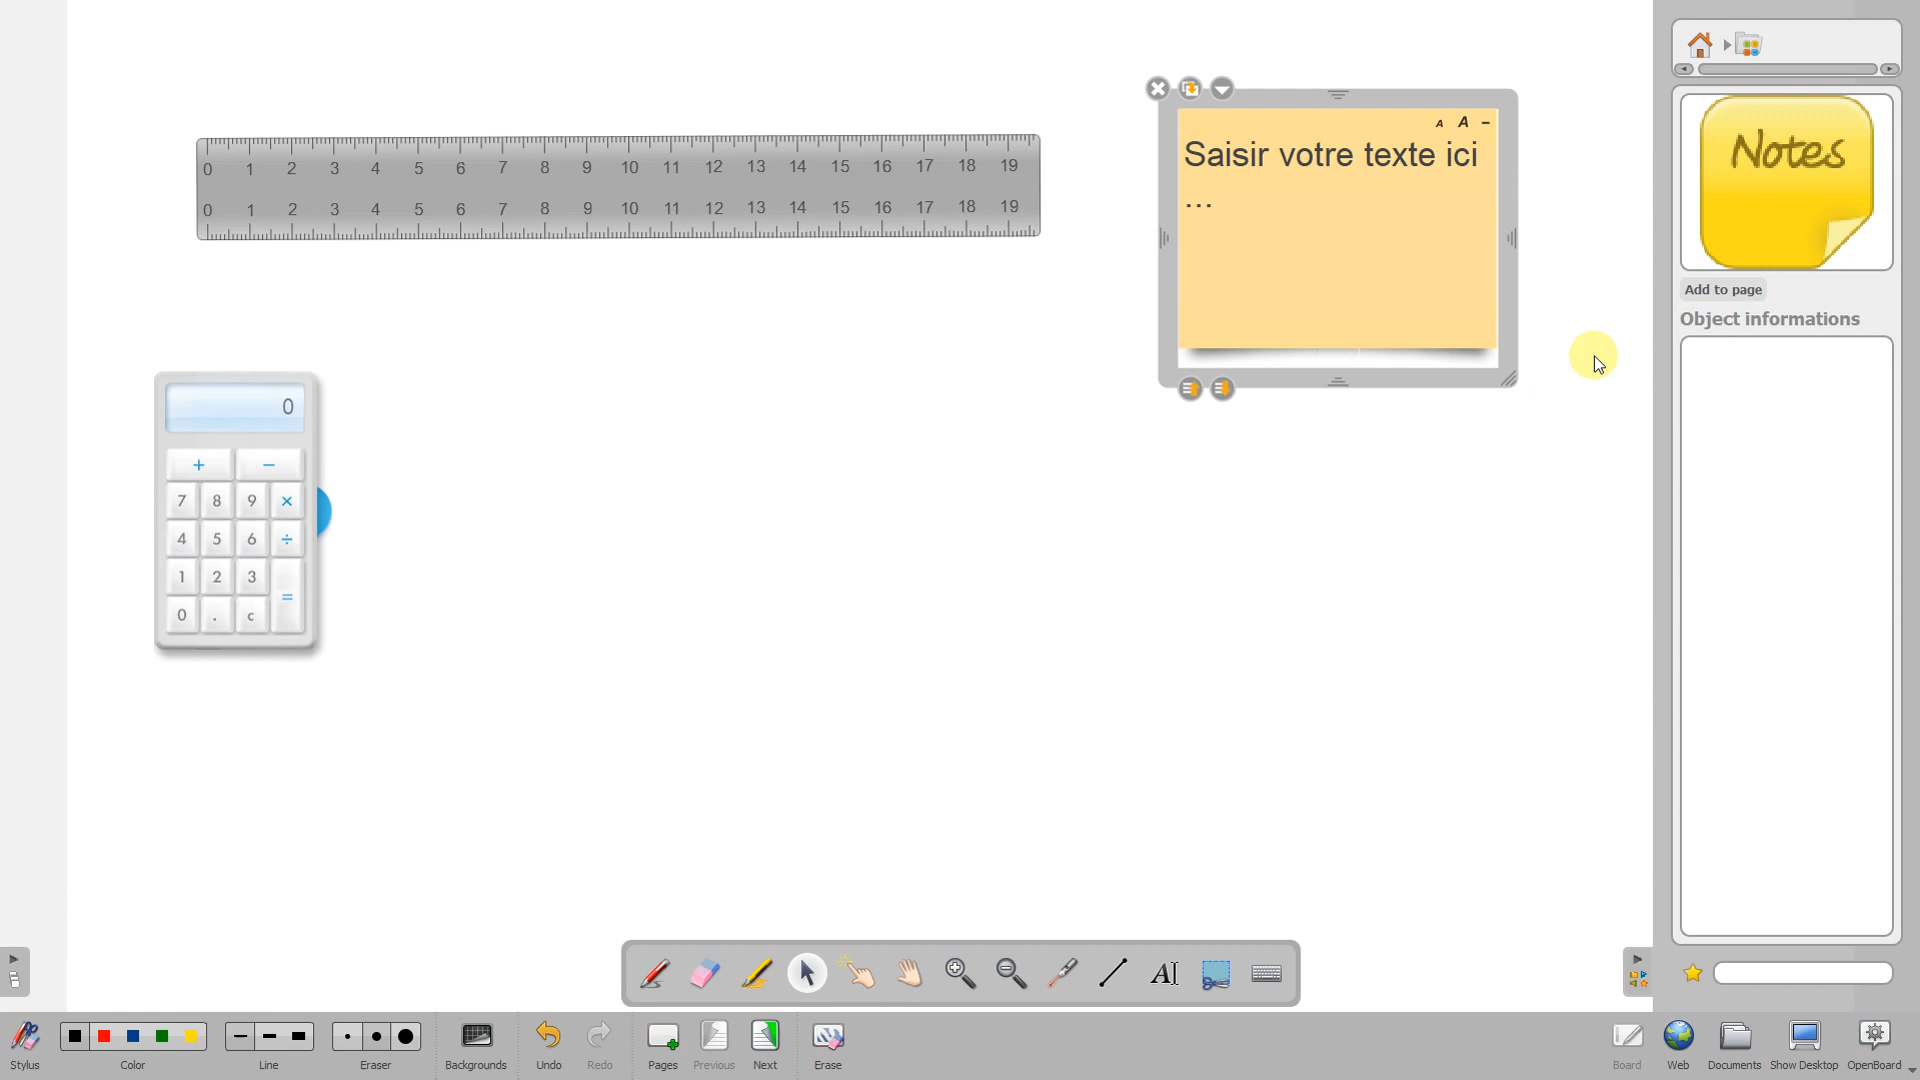 0 1 2 3 4 5 6 7 8 9 10 11 12 13 14 15 16 17 18 19
0 1 2 3 4 5 6 7 8 9 10 11 12 13 14 15 16 17 18 19
A A –
Saisir votre texte ici
...
Notes
Add to page
Object informations
0
+ −
7 8 9 ×
4 5 6 ÷
1 2 3
=
0 . c
AI
Stylus
Color
Line
Eraser
Backgrounds
Undo
Redo
Pages
Previous
Next
Erase
Board
Web
Documents
Show Desktop
OpenBoard